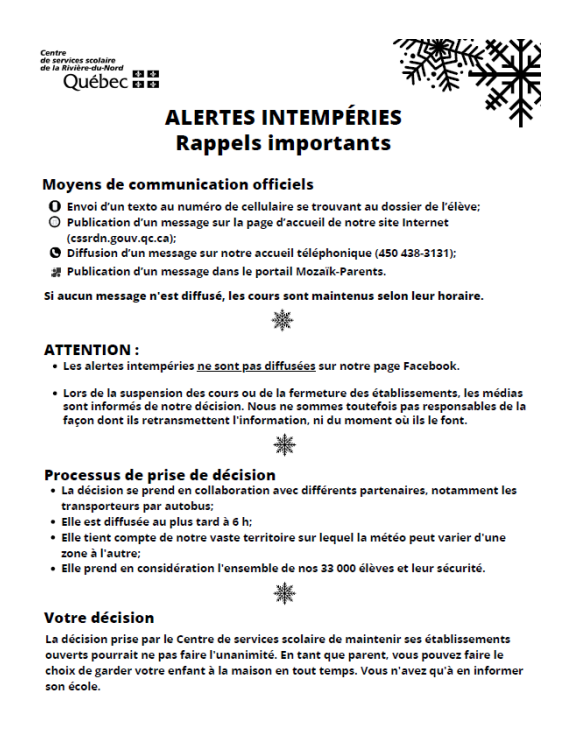 Centre
de services scolaire
de la Rivière-du-Nord
Québec
ALERTES INTEMPÉRIES
Rappels importants
Moyens de communication officiels
Envoi d’un texto au numéro de cellulaire se trouvant au dossier de l’élève;
Publication d’un message sur la page d’accueil de notre site Internet
(cssrdn.gouv.qc.ca);
Diffusion d’un message sur notre accueil téléphonique (450 438-3131);
Publication d’un message dans le portail Mozaïk-Parents.
Si aucun message n'est diffusé, les cours sont maintenus selon leur horaire.
ATTENTION :
• Les alertes intempéries ne sont pas diffusées sur notre page Facebook.
• Lors de la suspension des cours ou de la fermeture des établissements, les médias
sont informés de notre décision. Nous ne sommes toutefois pas responsables de la
façon dont ils retransmettent l'information, ni du moment où ils le font.
Processus de prise de décision
• La décision se prend en collaboration avec différents partenaires, notamment les
transporteurs par autobus;
• Elle est diffusée au plus tard à 6 h;
• Elle tient compte de notre vaste territoire sur lequel la météo peut varier d'une
zone à l'autre;
• Elle prend en considération l'ensemble de nos 33 000 élèves et leur sécurité.
Votre décision
La décision prise par le Centre de services scolaire de maintenir ses établissements
ouverts pourrait ne pas faire l'unanimité. En tant que parent, vous pouvez faire le
choix de garder votre enfant à la maison en tout temps. Vous n'avez qu'à en informer
son école.